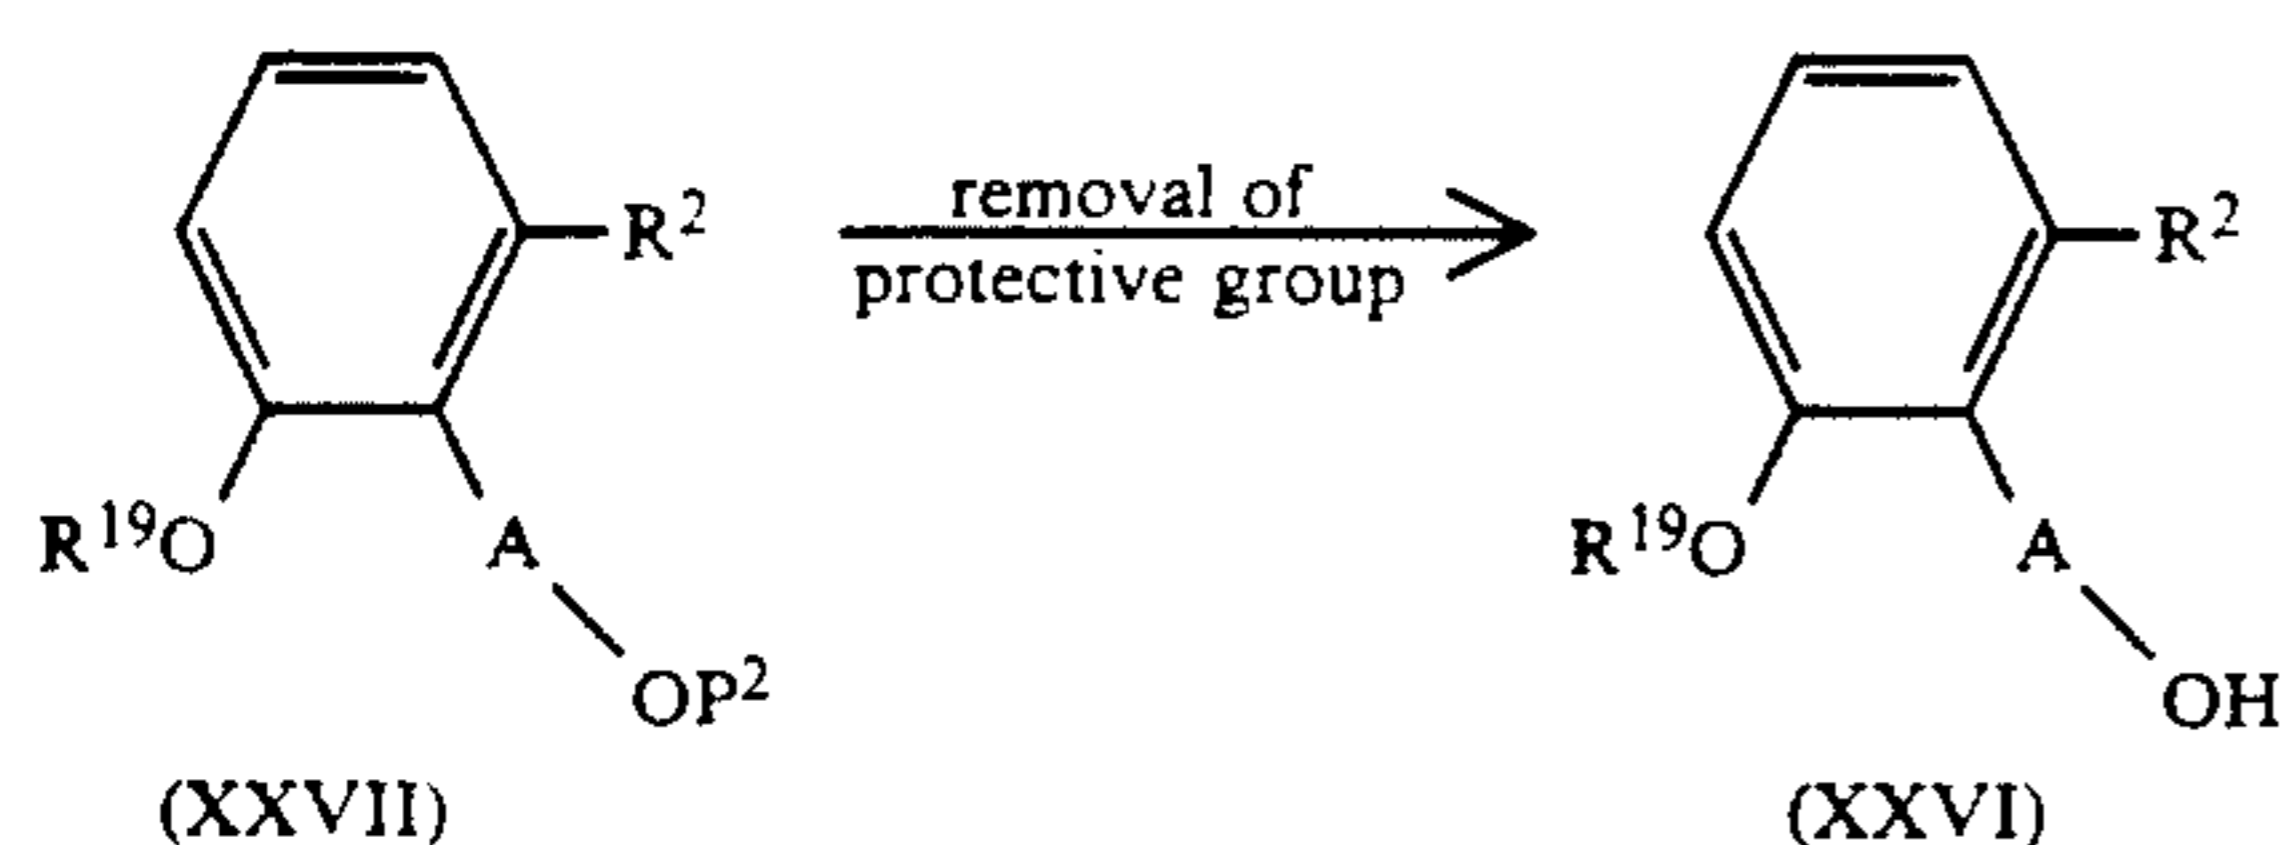 R²
removal of
protective group
R²
R¹⁹O
A
OP²
R¹⁹O
A
OH
(XXVII)
(XXVI)